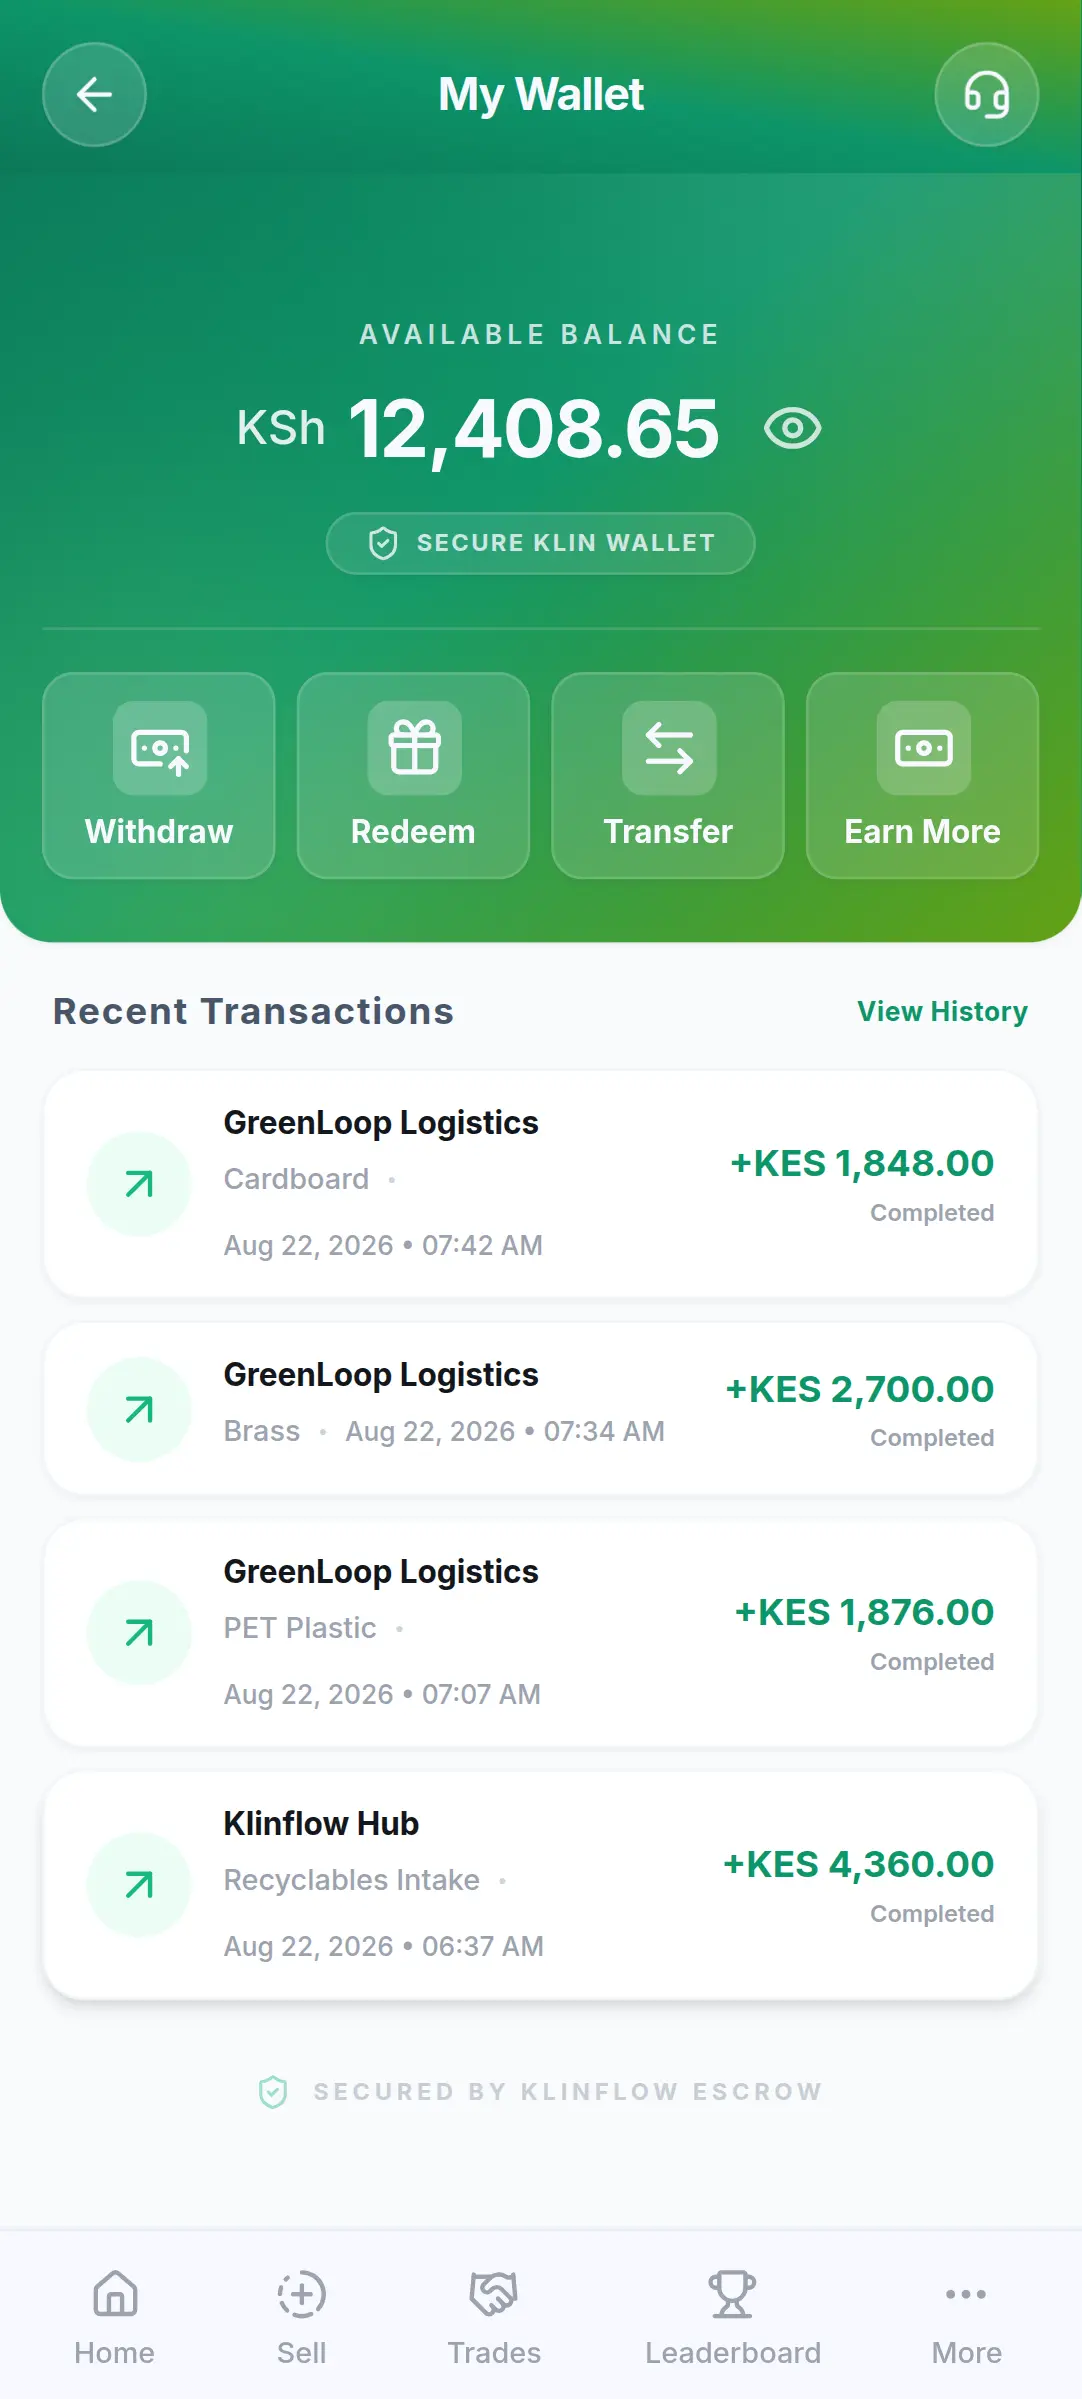 My Wallet
AVAILABLE BALANCE
KSh 12,408.65
SECURE KLIN WALLET
Withdraw
Redeem
Transfer
Earn More
Recent Transactions
View History
GreenLoop Logistics
Cardboard •
Aug 22, 2026 • 07:42 AM
+KES 1,848.00
Completed
GreenLoop Logistics
Brass • Aug 22, 2026 • 07:34 AM
+KES 2,700.00
Completed
GreenLoop Logistics
PET Plastic •
Aug 22, 2026 • 07:07 AM
+KES 1,876.00
Completed
Klinflow Hub
Recyclables Intake •
Aug 22, 2026 • 06:37 AM
+KES 4,360.00
Completed
SECURED BY KLINFLOW ESCROW
Home
Sell
Trades
Leaderboard
More